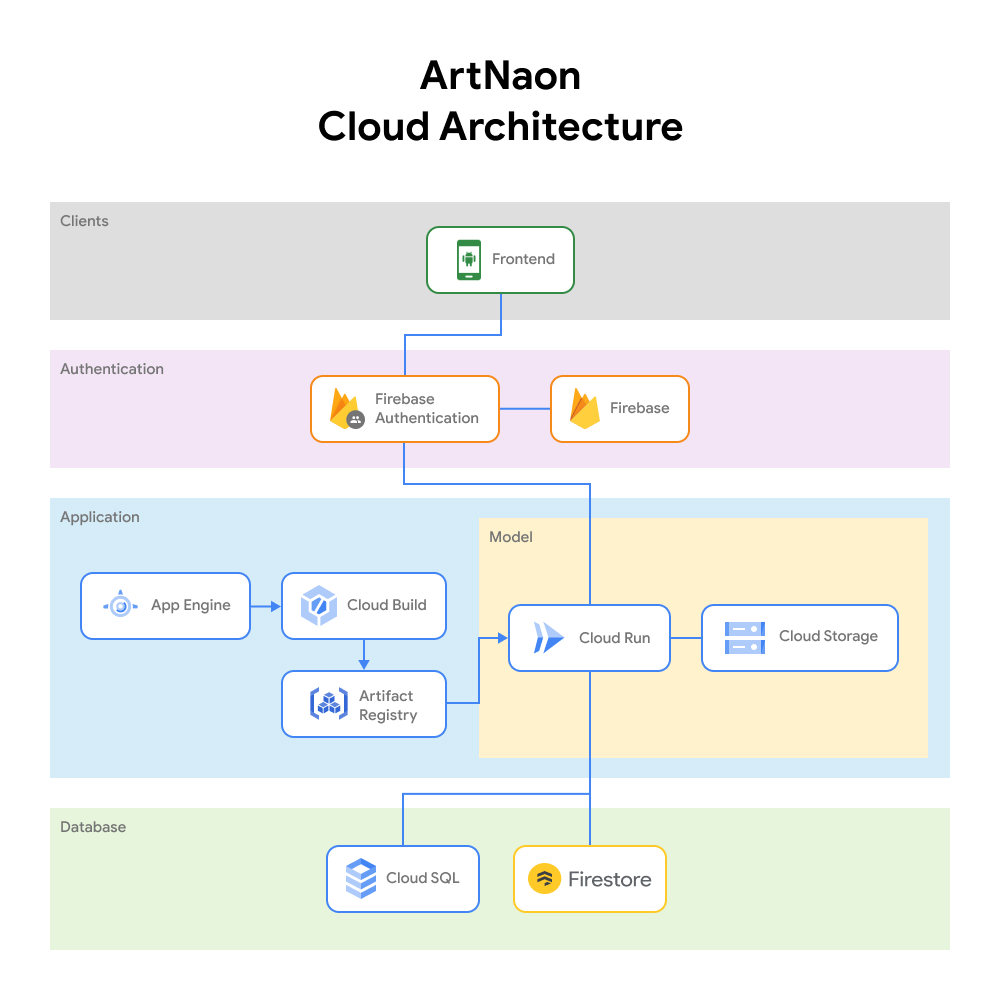 ArtNaon
Cloud Architecture
Clients
Frontend
Authentication
Firebase
Authentication
Firebase
Application
Model
App Engine
Cloud Build
Cloud Run
Cloud Storage
Artifact
Registry
Database
Cloud SQL
Firestore